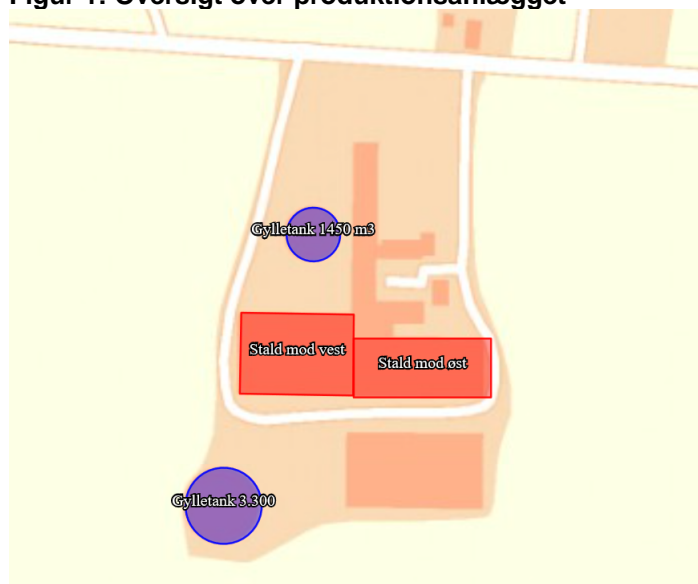 Figur 1: Oversigt over produktionsanlægget
Gylletank 1450 m3
Stald mod vest
Stald mod øst
Gylletank 3.300